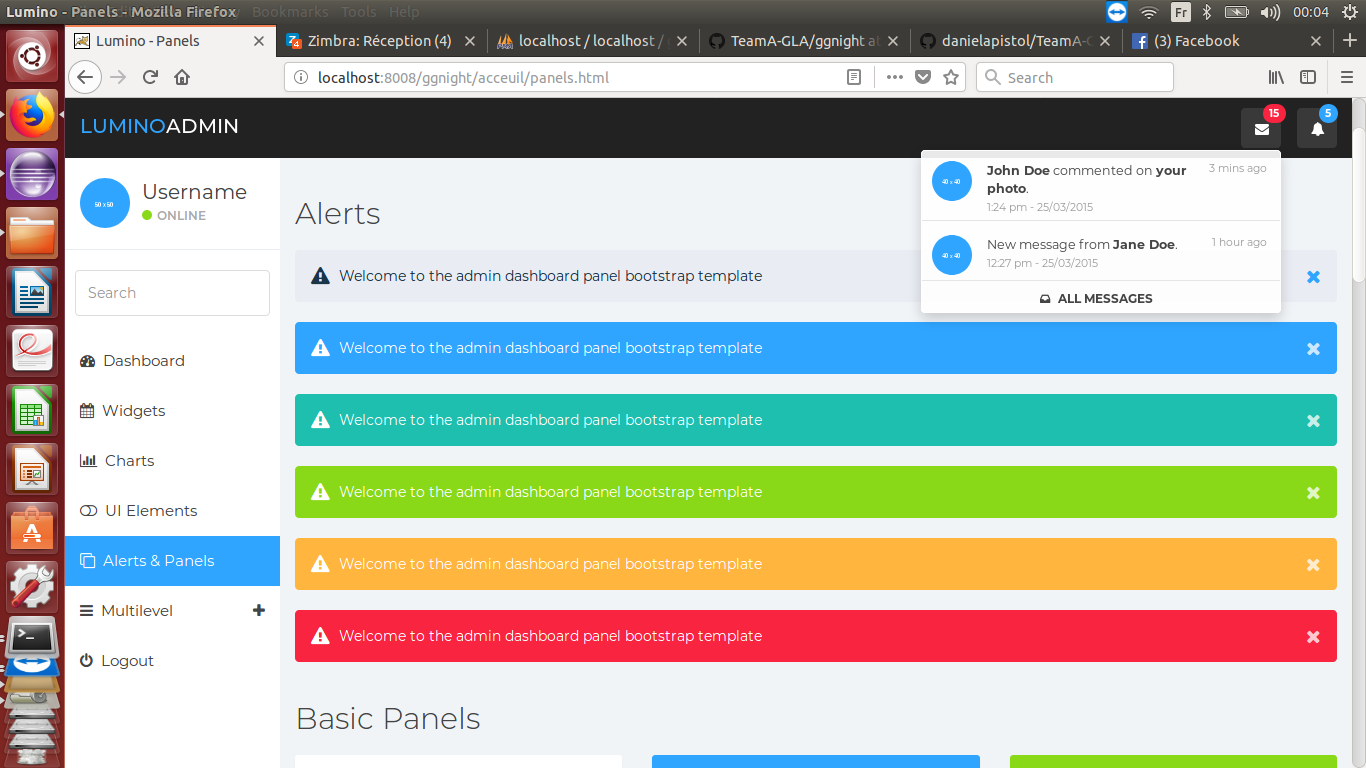 Lumino - Panels - Mozilla Firefox Bookmarks Tools Help
Fr 00:04
Lumino - Panels
Zimbra: Réception (4)
localhost / localhost /
TeamA-GLA/ggnight a
danielapistol/TeamA-
(3) Facebook
localhost:8008/ggnight/acceuil/panels.html
Search
LUMINOADMIN
15
5
John Doe commented on your photo.
3 mins ago
1:24 pm - 25/03/2015
New message from Jane Doe.
1 hour ago
12:27 pm - 25/03/2015
ALL MESSAGES
50 x 50
40 x 40
40 x 40
Username
ONLINE
Search
Dashboard
Widgets
Charts
UI Elements
Alerts & Panels
Multilevel
Logout
Alerts
Welcome to the admin dashboard panel bootstrap template
Welcome to the admin dashboard panel bootstrap template
Welcome to the admin dashboard panel bootstrap template
Welcome to the admin dashboard panel bootstrap template
Welcome to the admin dashboard panel bootstrap template
Welcome to the admin dashboard panel bootstrap template
Basic Panels